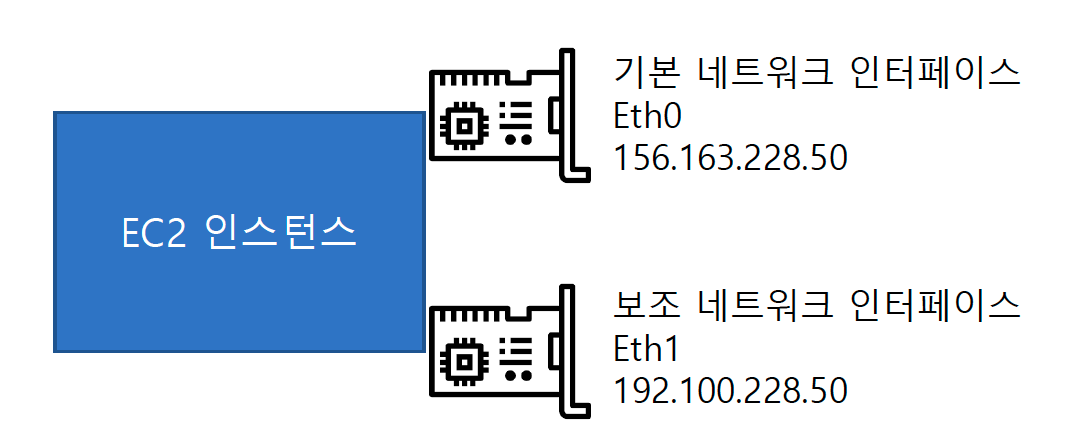 기본 네트워크 인터페이스
Eth0
156.163.228.50
EC2 인스턴스
보조 네트워크 인터페이스
Eth1
192.100.228.50